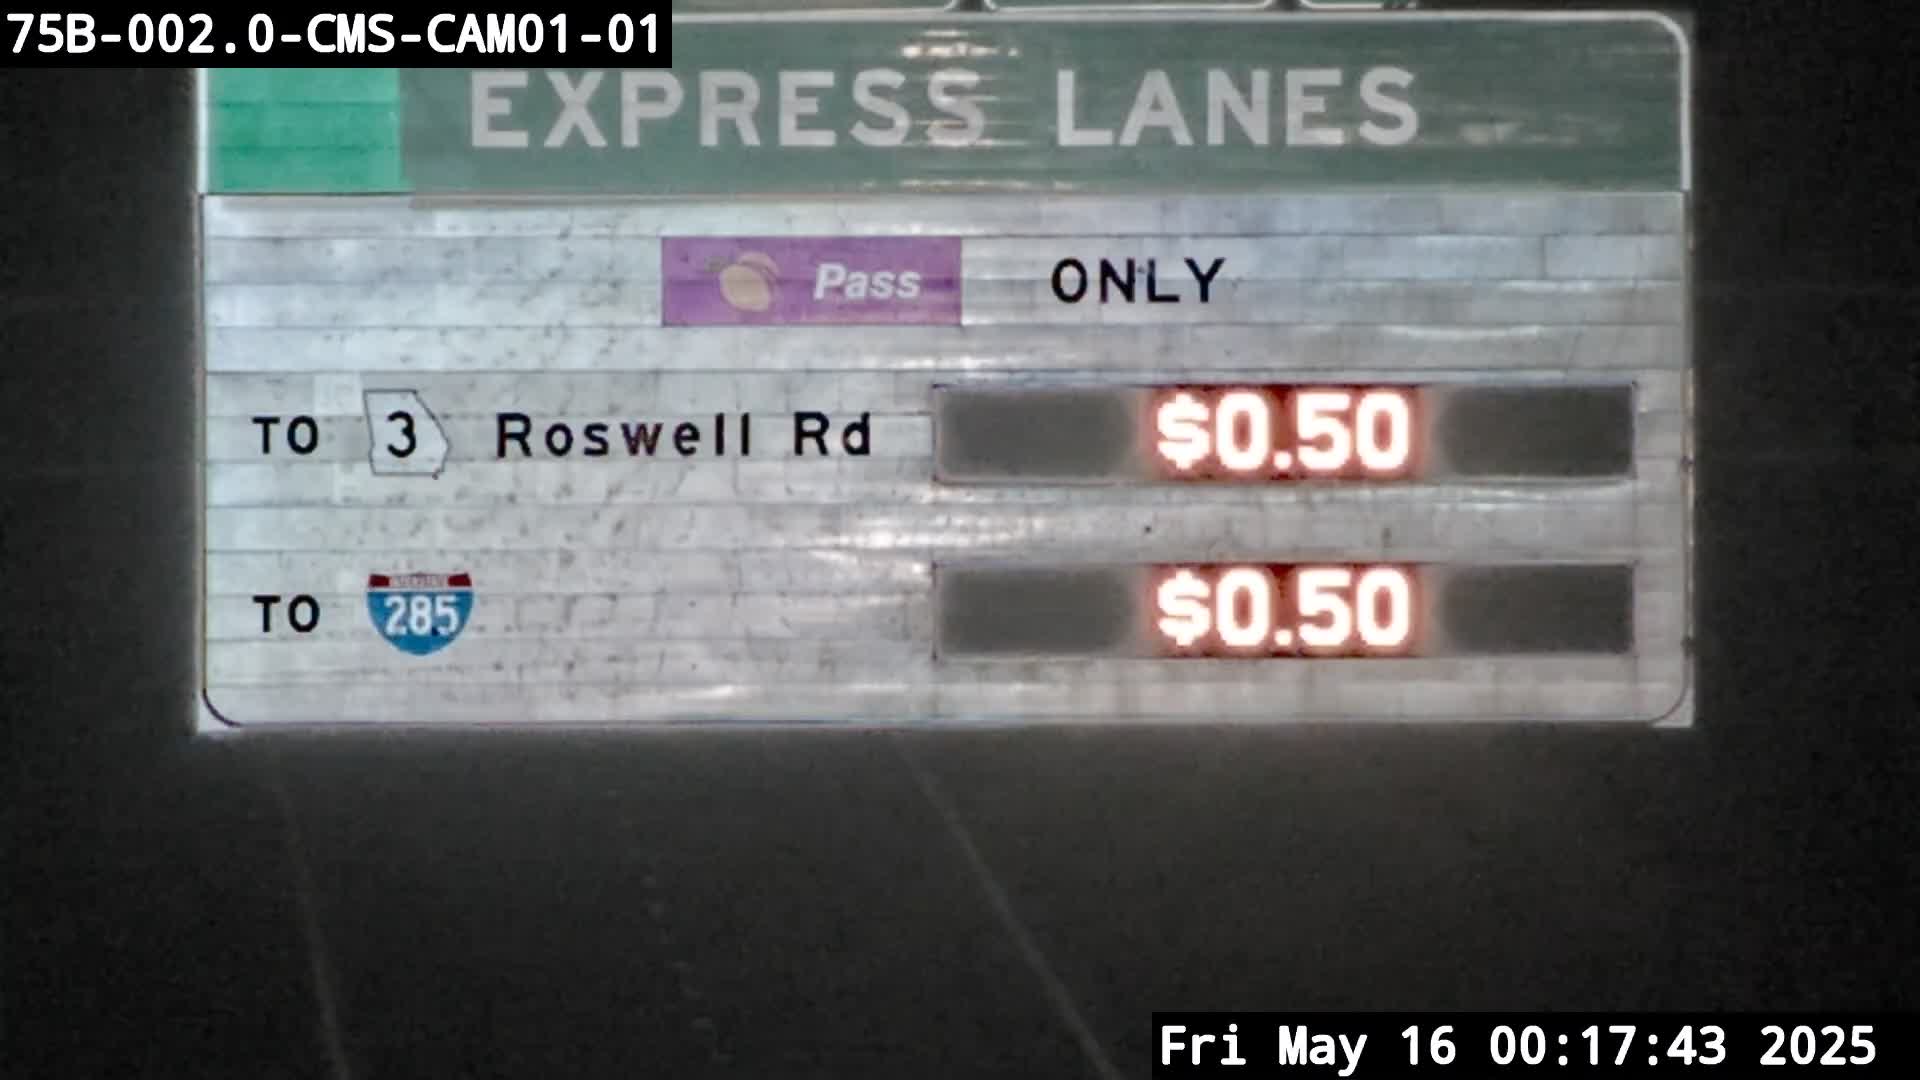 75B-002.0-CMS-CAM01-01
EXPRESS LANES
Pass ONLY
TO 3 Roswell Rd $0.50
INTERSTATE
TO 285 $0.50
Fri May 16 00:17:43 2025